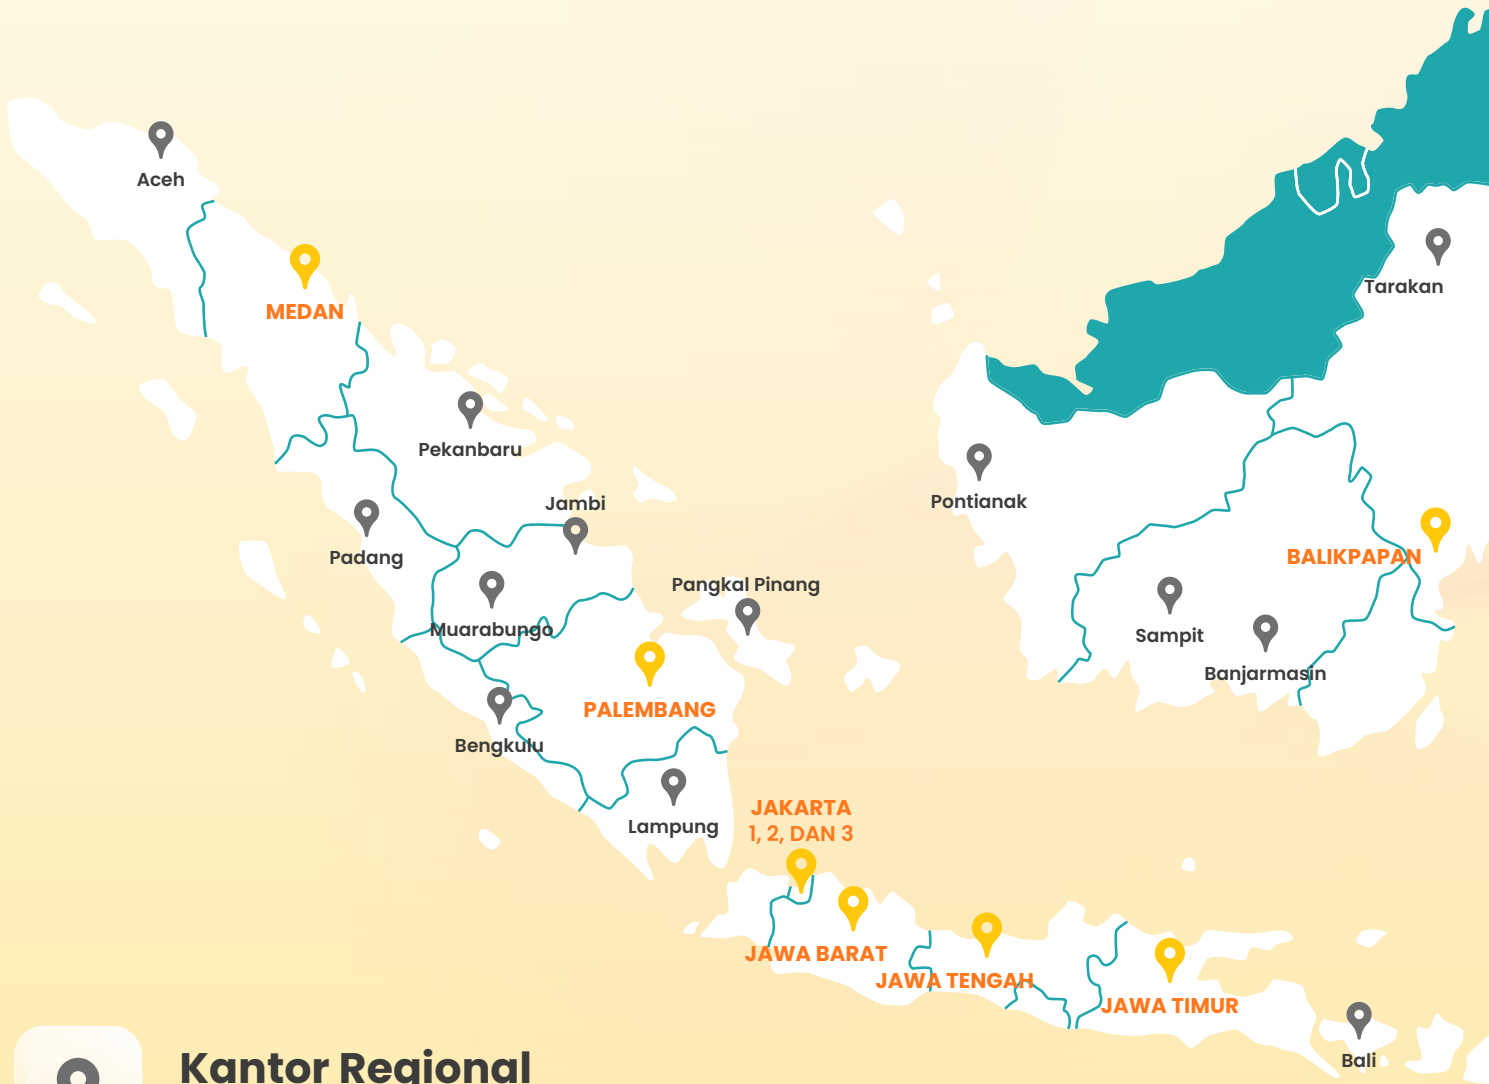 Aceh
MEDAN
Tarakan
Pekanbaru
Pontianak
Jambi
Padang
BALIKPAPAN
Pangkal Pinang
Muarabungo
Sampit
Banjarmasin
PALEMBANG
Bengkulu
Lampung
JAKARTA
1, 2, DAN 3
JAWA BARAT
JAWA TENGAH
JAWA TIMUR
Bali
Kantor Regional